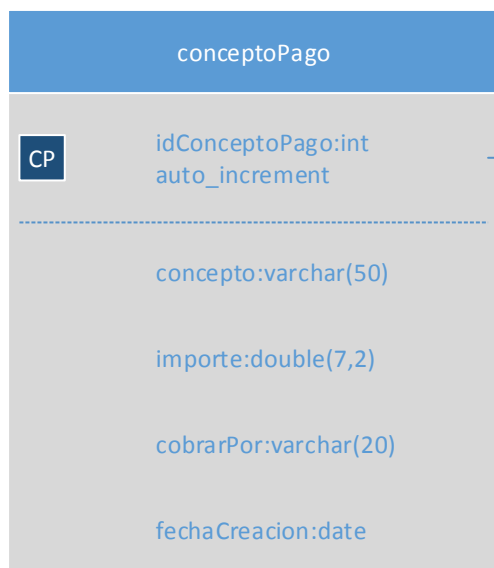 conceptoPago
CP
idConceptoPago:int
auto_increment
concepto:varchar(50)
importe:double(7,2)
cobrarPor:varchar(20)
fechaCreacion:date